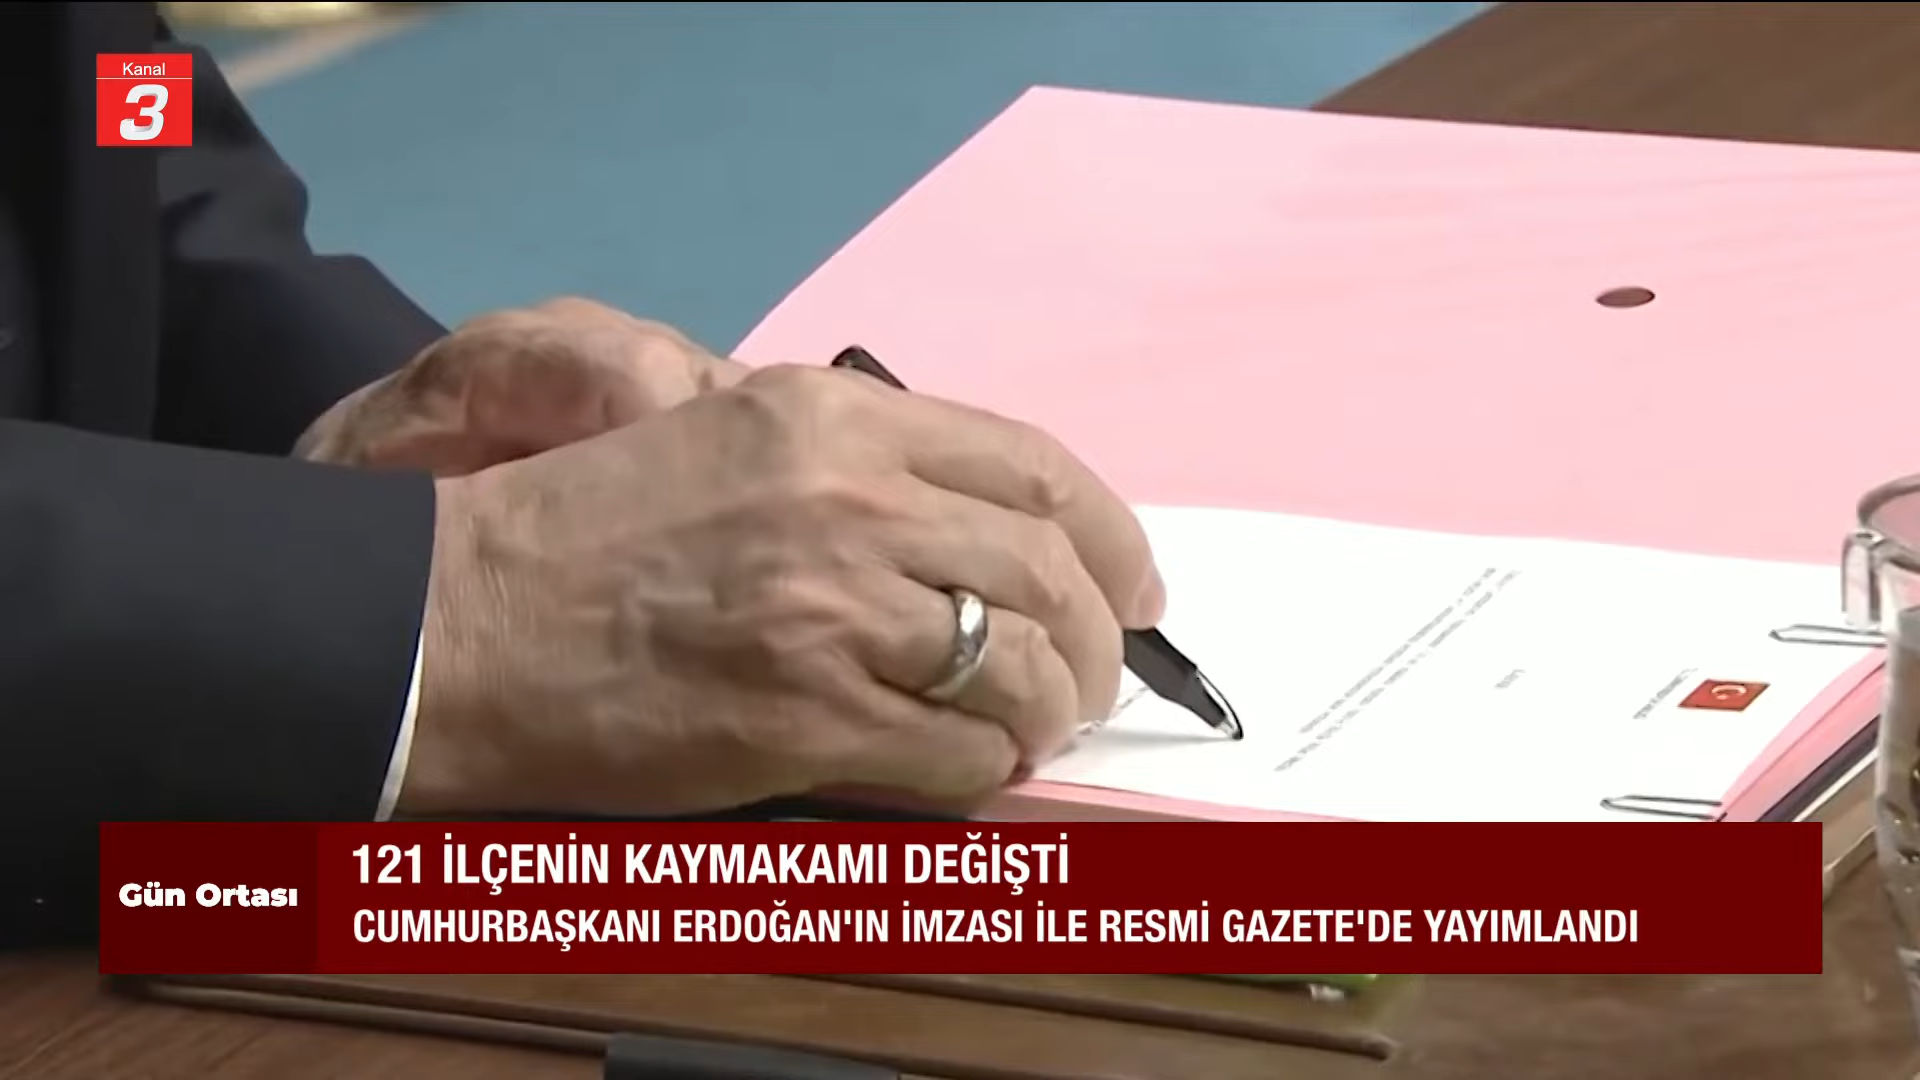 Kanal
3
121 İLÇENİN KAYMAKAMI DEĞİŞTİ
Gün Ortası
CUMHURBAŞKANI ERDOĞAN'IN İMZASI İLE RESMİ GAZETE'DE YAYIMLANDI